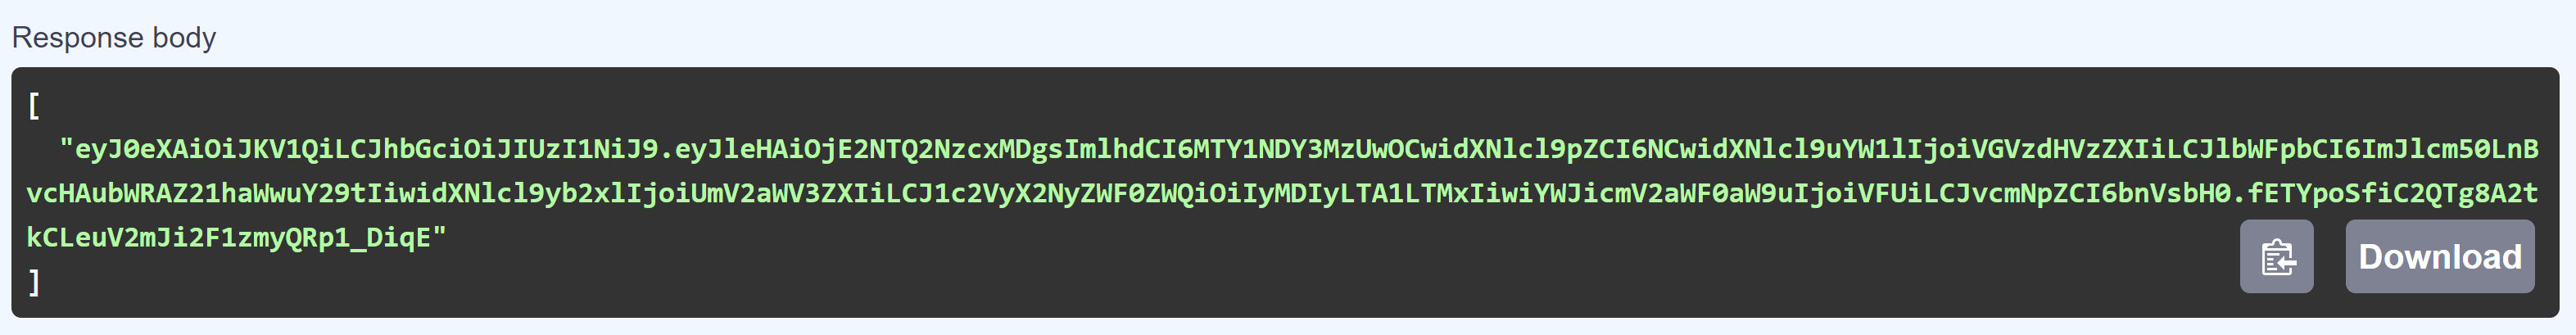 Response body
[
"eyJ0eXAiOiJKV1QiLCJhbGciOiJIUzI1NiJ9.eyJleHAiOjE2NTQ2NzcxMDgsImlhdCI6MTY1NDY3MzUwOCwidXNlcl9pZCI6NCwidXNlcl9uYW1lIjoiVGVzdHVzZXIiLCJlbWFpbCI6ImJlcm50LnB
vcHAubWRAZ21haWwuY29tIiwidXNlcl9yb2xlIjoiUmV2aWV3ZXIiLCJ1c2VyX2NyZWF0ZWQiOiIyMDIyLTA1LTMxIiwiYWJicmV2aWF0aW9uIjoiVFUiLCJvcmNpZCI6bnVsbH0.fETYpoSfiC2QTg8A2t
kCLeuV2mJi2F1zmyQRp1_DiqE"
]
Download